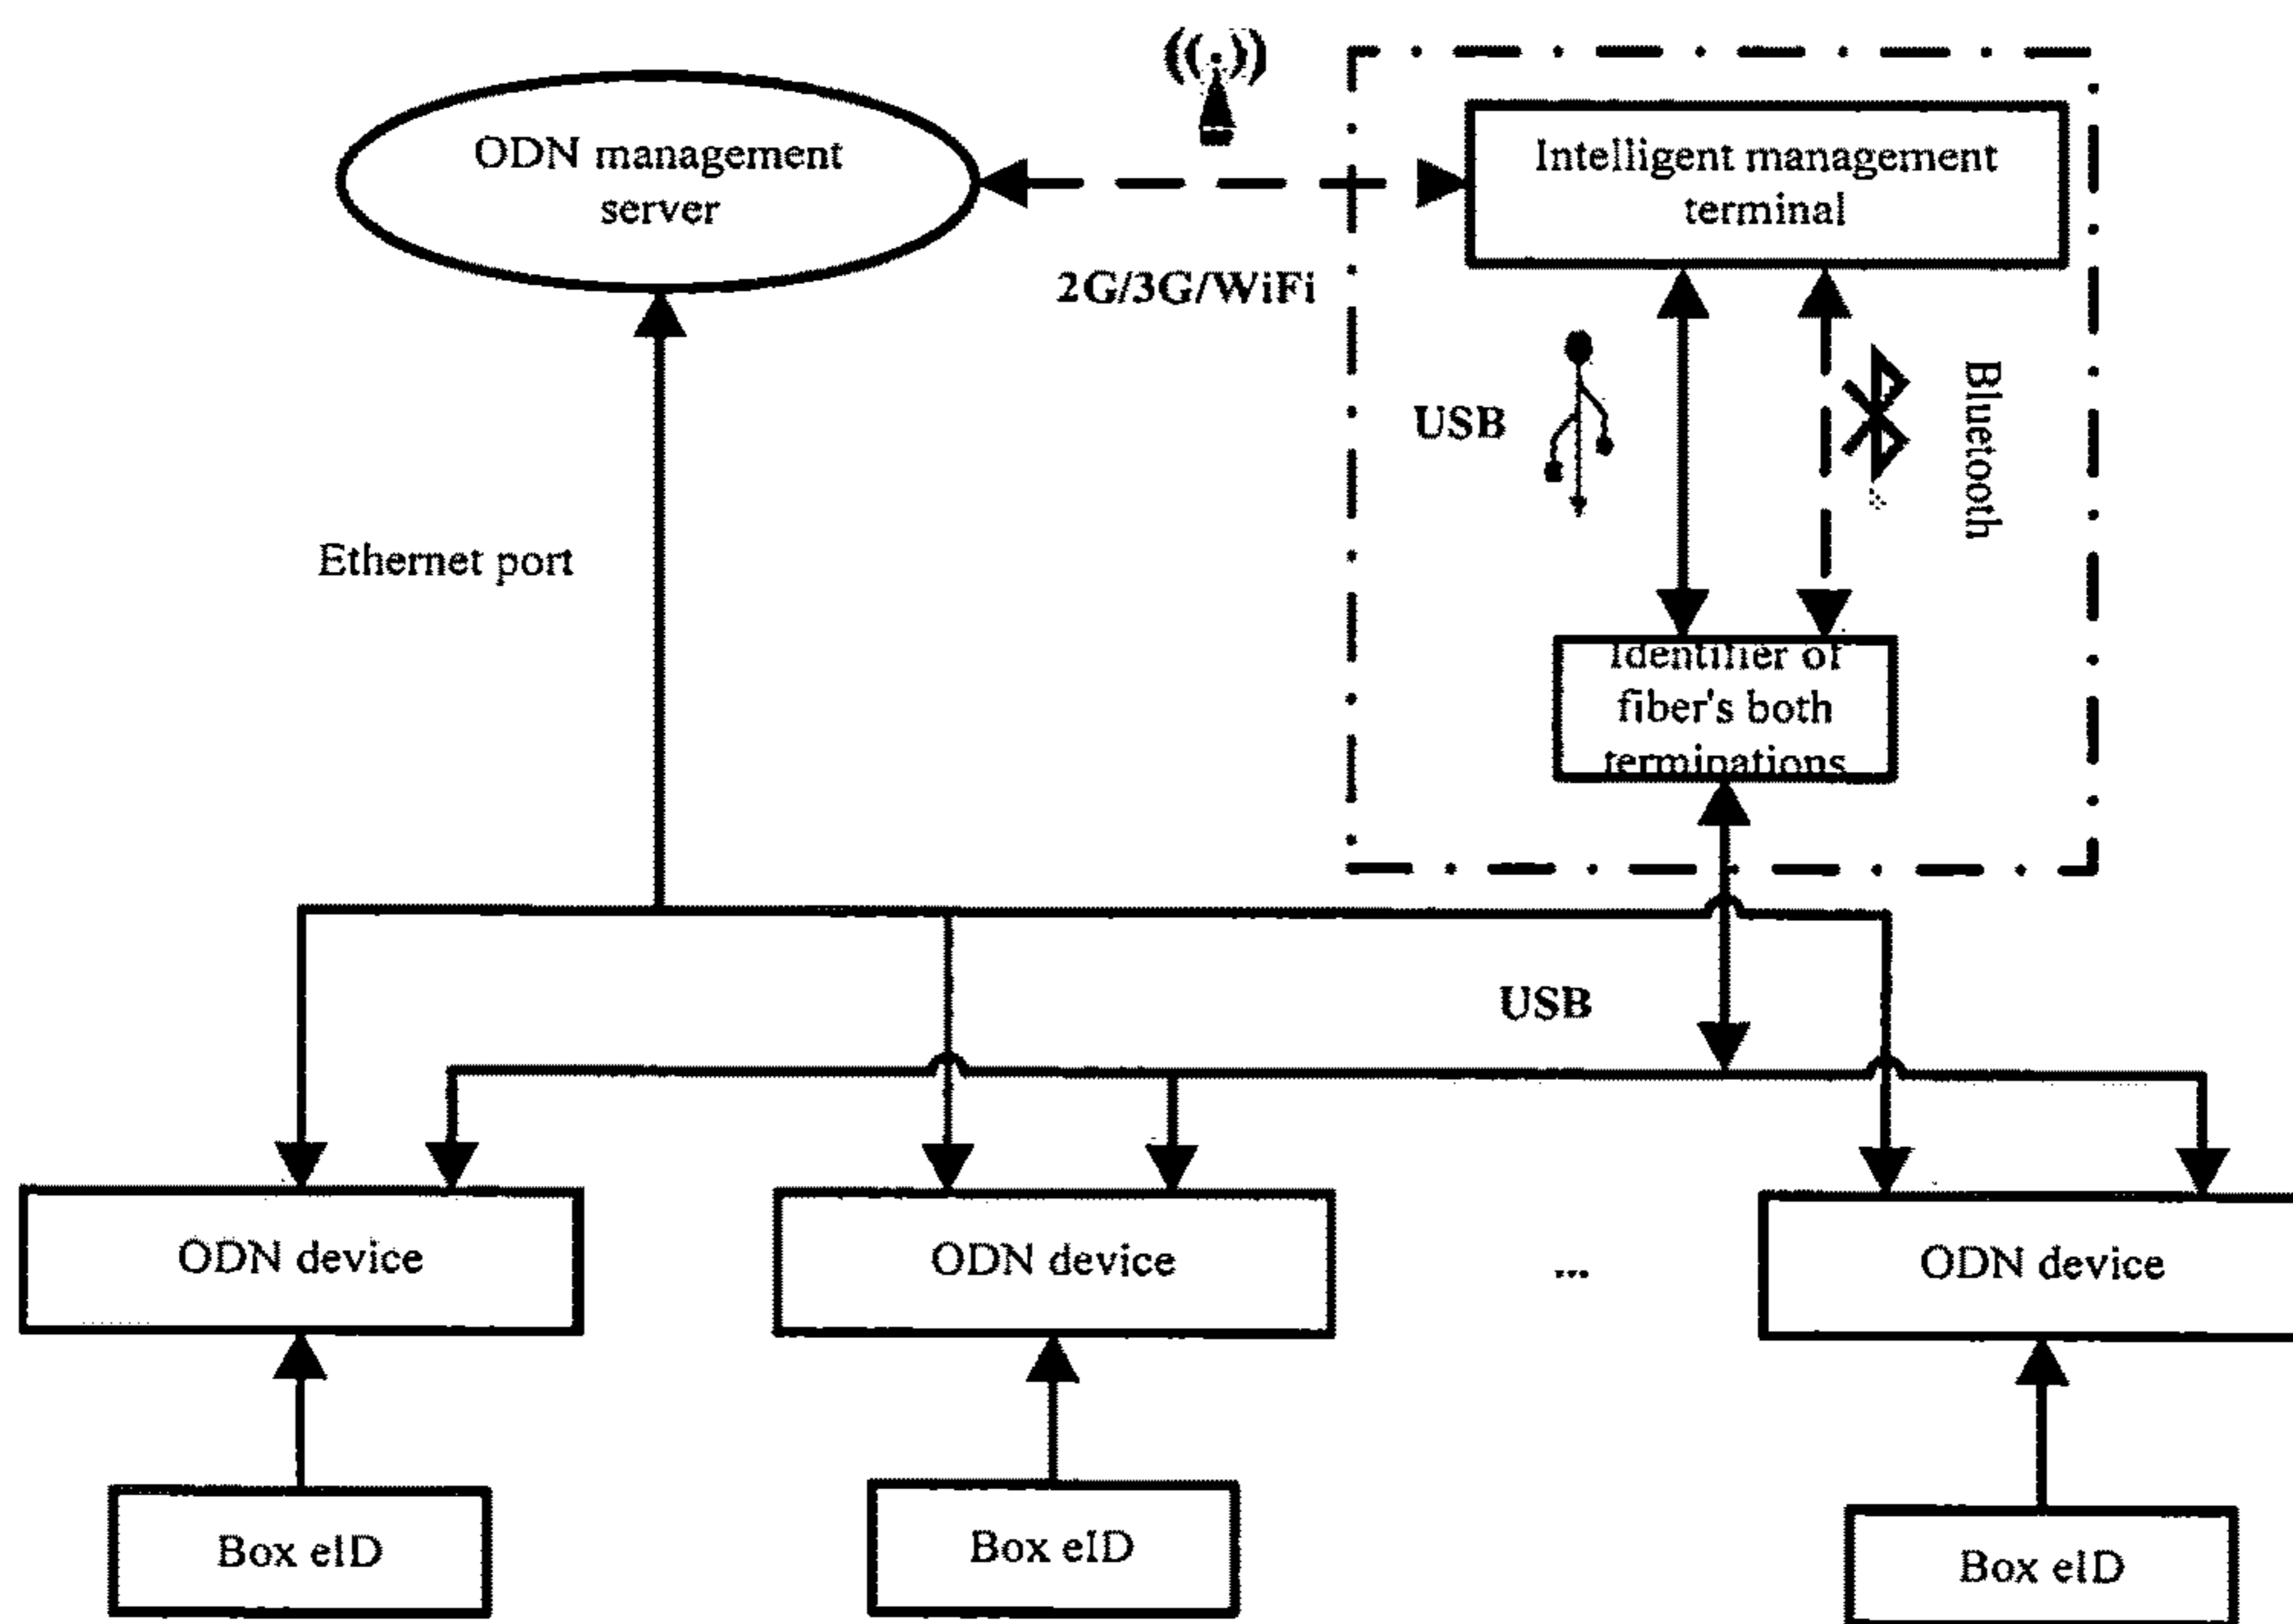 ODN management
server
2G/3G/WiFi
Intelligent management
terminal
USB
Bluetooth
Identifier of
fiber's both
terminations
Ethernet port
USB
ODN device
ODN device
...
ODN device
Box eID
Box eID
Box eID